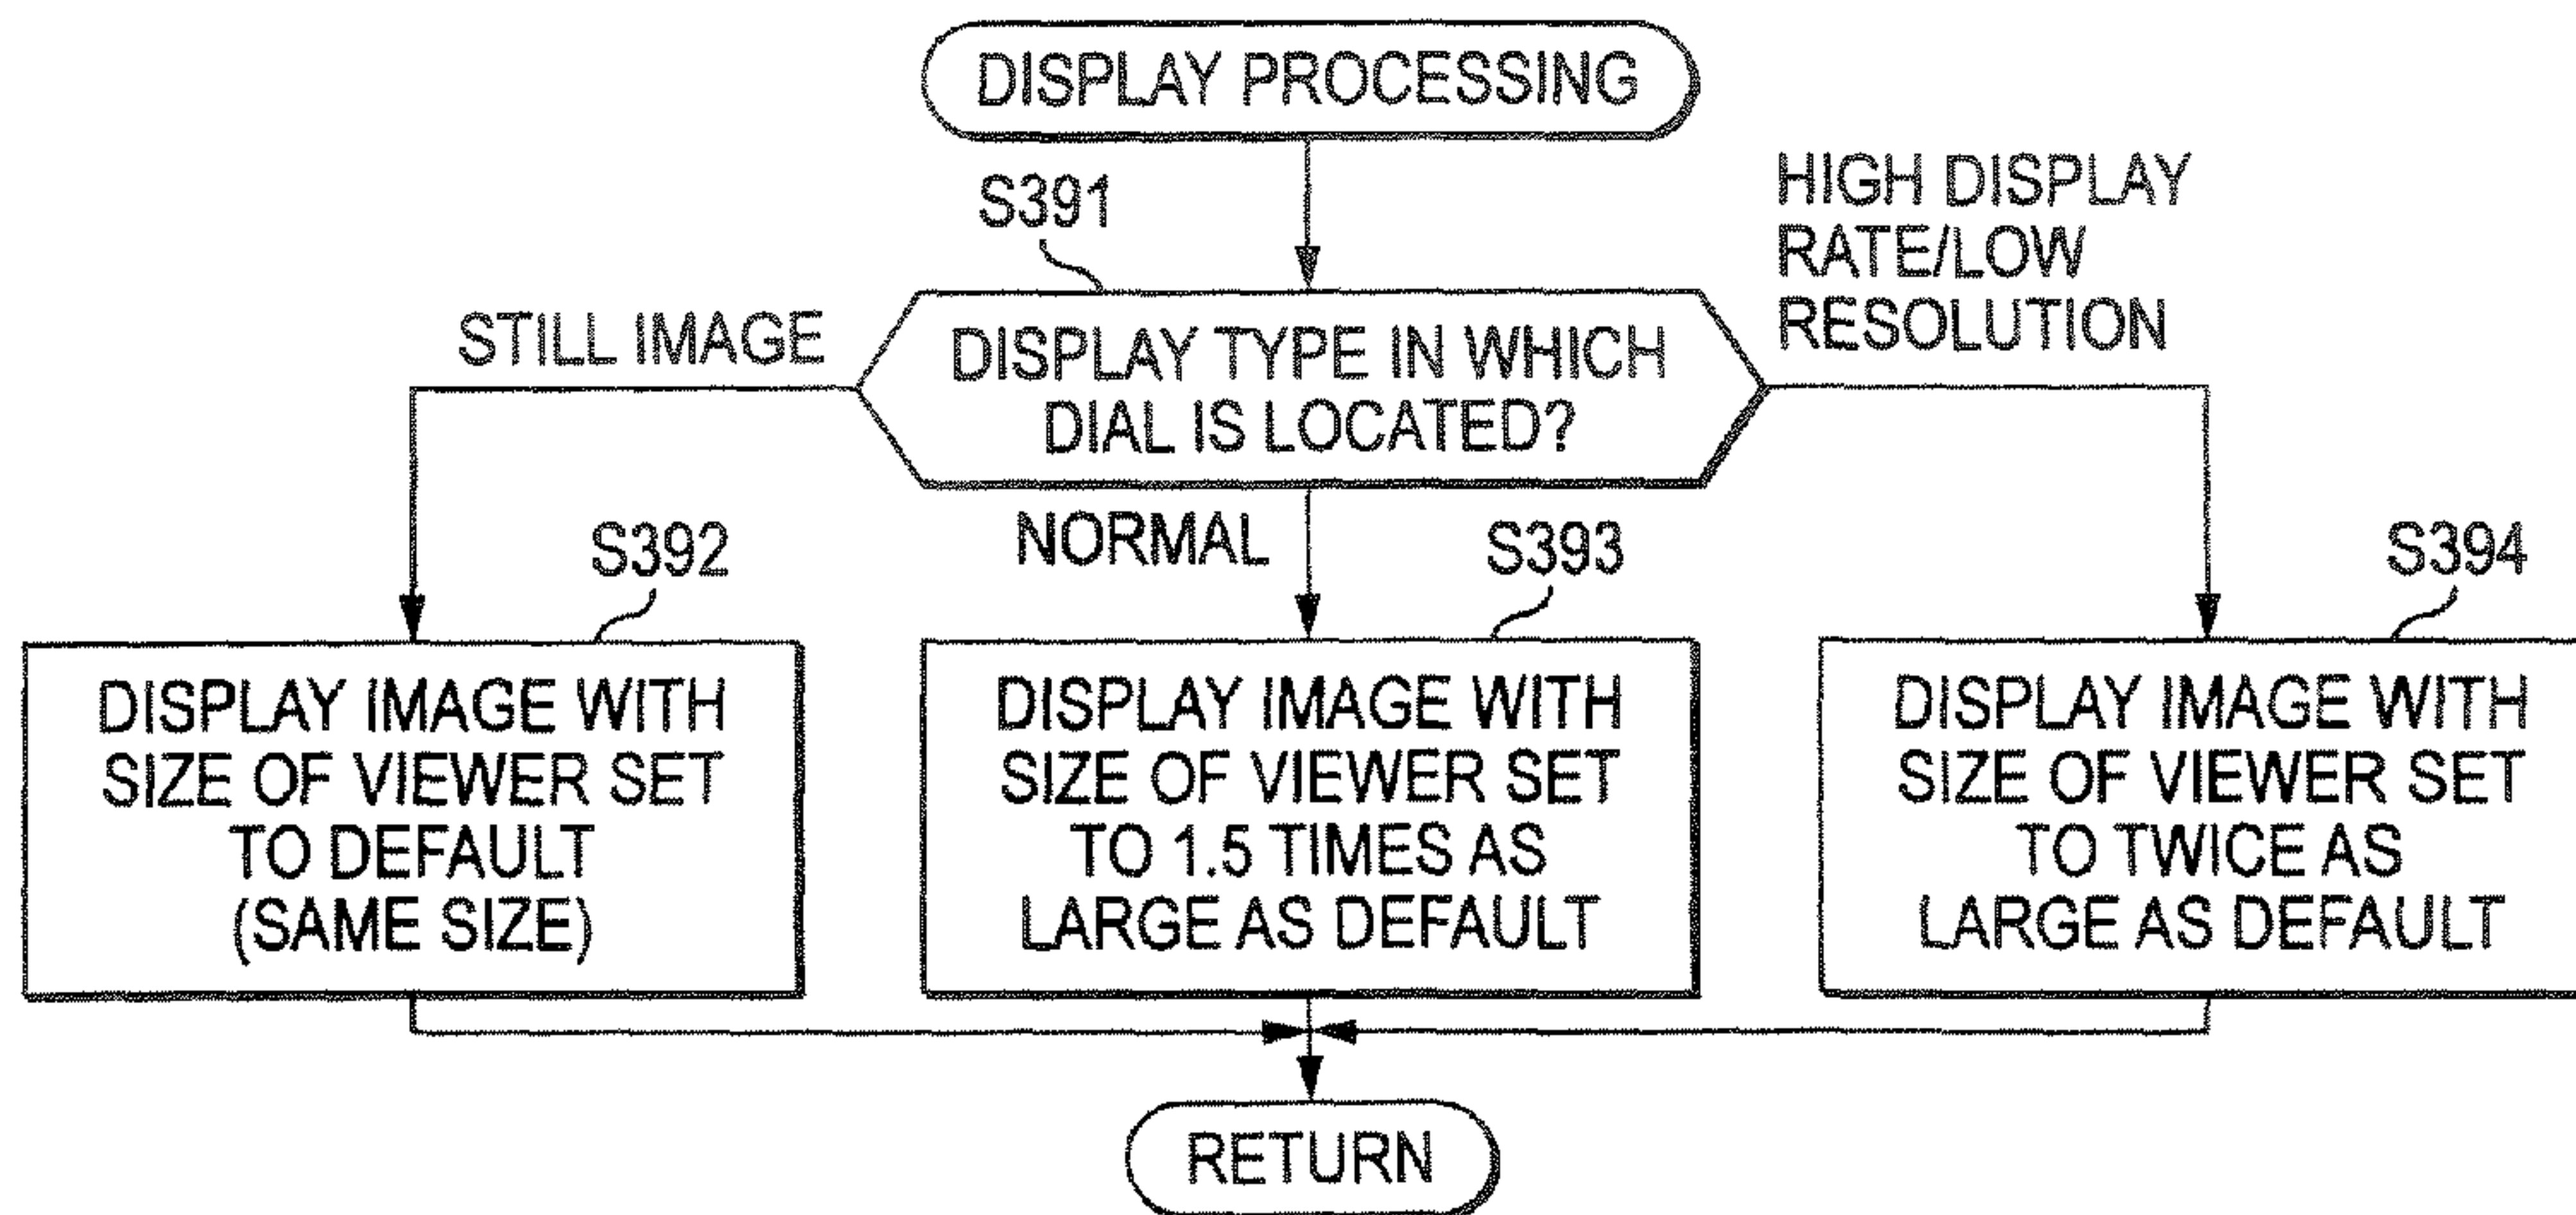 DISPLAY PROCESSING
S391
HIGH DISPLAY
RATE/LOW
RESOLUTION
STILL IMAGE
DISPLAY TYPE IN WHICH
DIAL IS LOCATED?
NORMAL
S392
DISPLAY IMAGE WITH
SIZE OF VIEWER SET
TO DEFAULT
(SAME SIZE)
S393
DISPLAY IMAGE WITH
SIZE OF VIEWER SET
TO 1.5 TIMES AS
LARGE AS DEFAULT
S394
DISPLAY IMAGE WITH
SIZE OF VIEWER SET
TO TWICE AS
LARGE AS DEFAULT
RETURN